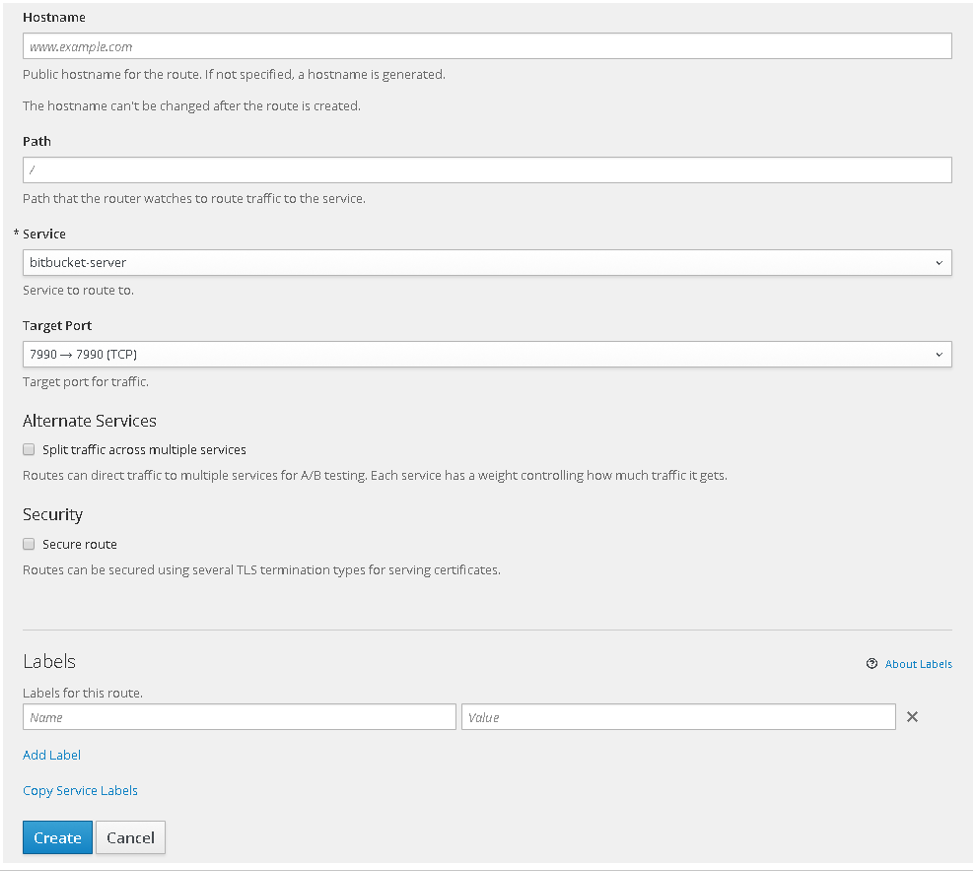 Hostname
www.example.com
Public hostname for the route. If not specified, a hostname is generated.
The hostname can't be changed after the route is created.
Path
/
Path that the router watches to route traffic to the service.
* Service
bitbucket-server
Service to route to.
Target Port
7990 → 7990 (TCP)
Target port for traffic.
Alternate Services
Split traffic across multiple services
Routes can direct traffic to multiple services for A/B testing. Each service has a weight controlling how much traffic it gets.
Security
Secure route
Routes can be secured using several TLS termination types for serving certificates.
Labels
About Labels
Labels for this route.
Name Value
Add Label
Copy Service Labels
Create Cancel